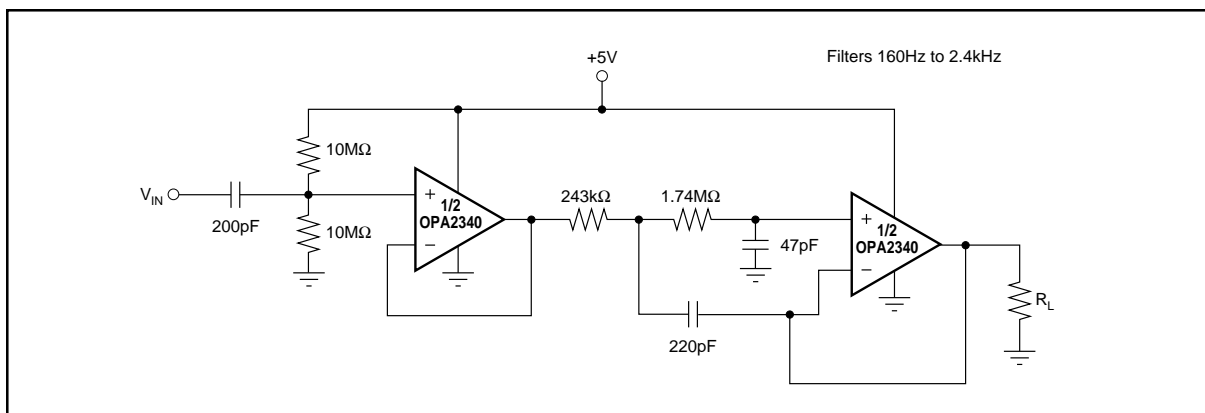 +5V
Filters 160Hz to 2.4kHz
10MΩ
V_IN
200pF
10MΩ
+
1/2
OPA2340
−
243kΩ
1.74MΩ
47pF
220pF
+
1/2
OPA2340
−
R_L